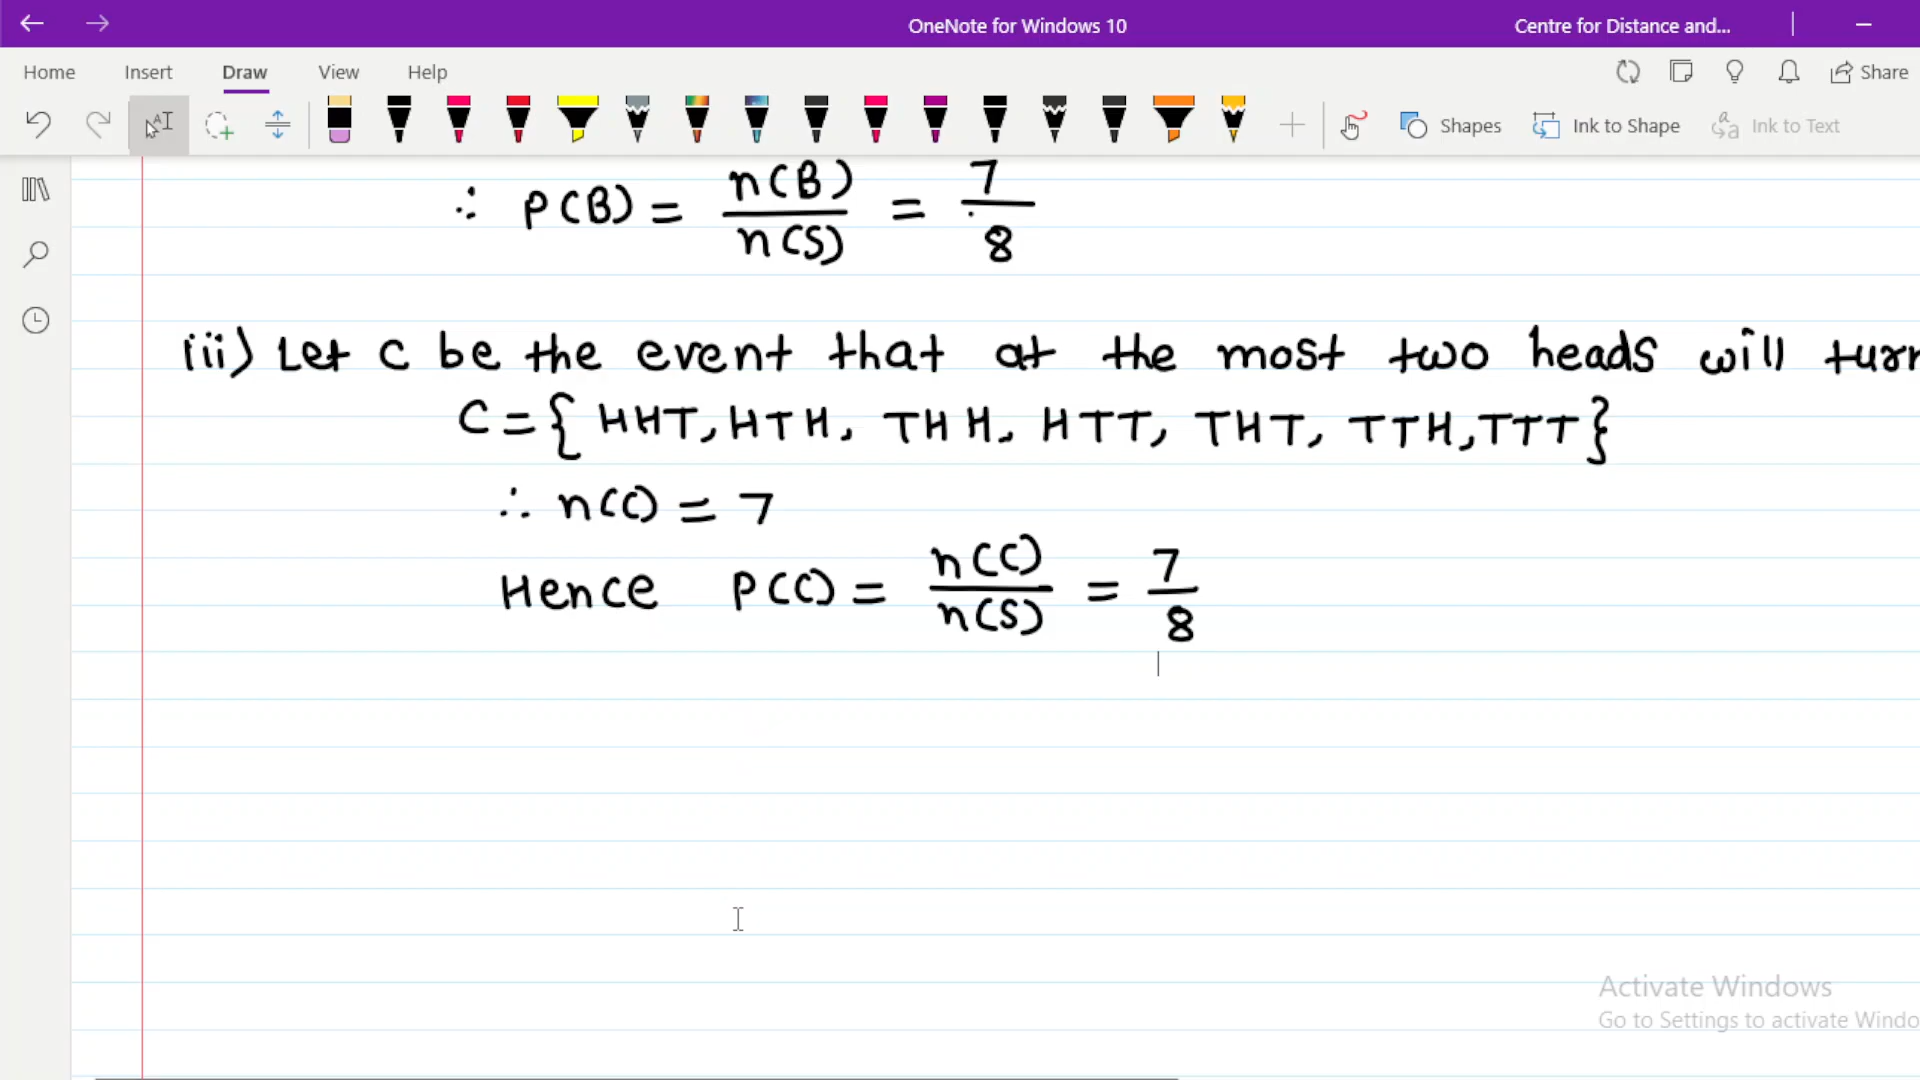 OneNote for Windows 10
Centre for Distance and...
Home Insert Draw View Help
Share
Shapes Ink to Shape Ink to Text
∴ P(B) = n(B)/n(S) = 7/8
iii) Let C be the event that at the most two heads will turn
C = { HHT, HTH, THH, HTT, THT, TTH, TTT}
∴ n(C) = 7
Hence P(C) = n(C)/n(S) = 7/8
Activate Windows
Go to Settings to activate Windo